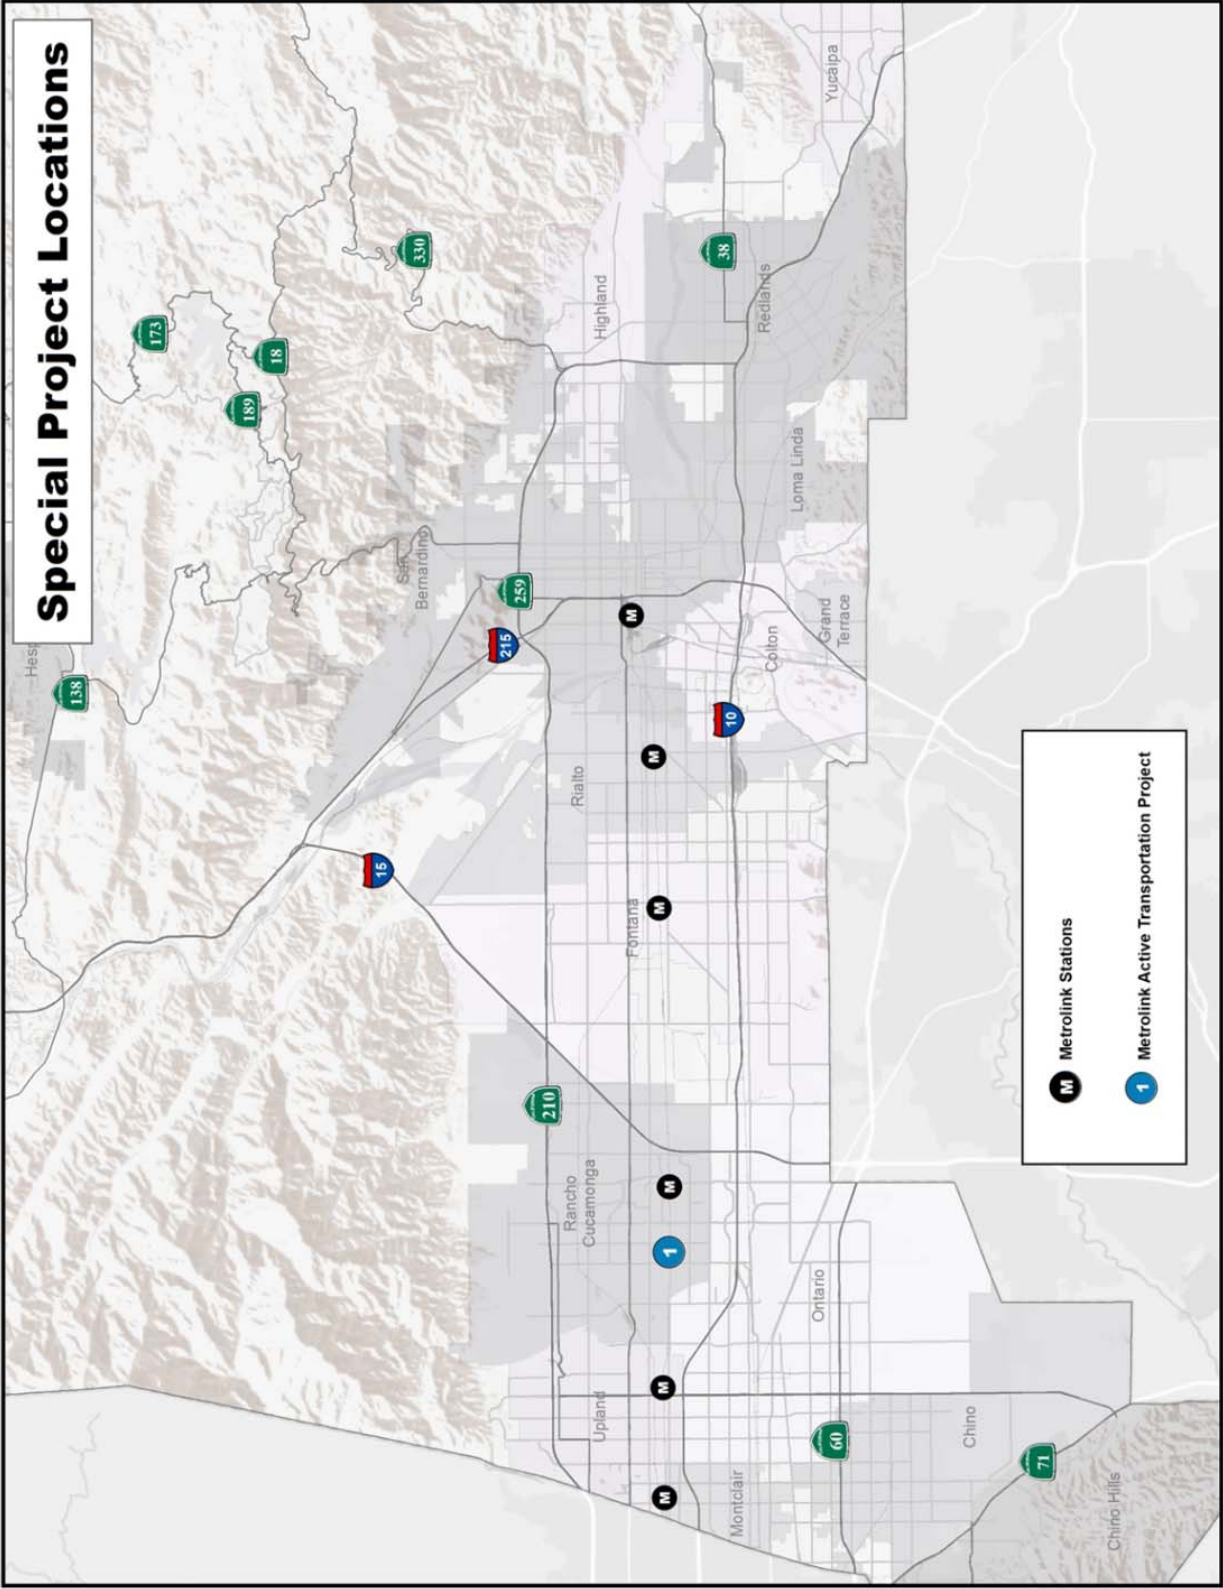 Special Project Locations
Hesp
138
173
18
189
330
San
Bernardino
259
215
15
210
Highland
38
Redlands
Yucaipa
Loma Linda
Grand
Terrace
Colton
10
M
Rialto
M
Fontana
M
Rancho
Cucamonga
M
1
Ontario
Upland
M
M
Montclair
60
Chino
71
Chino Hills
M Metrolink Stations
1 Metrolink Active Transportation Project